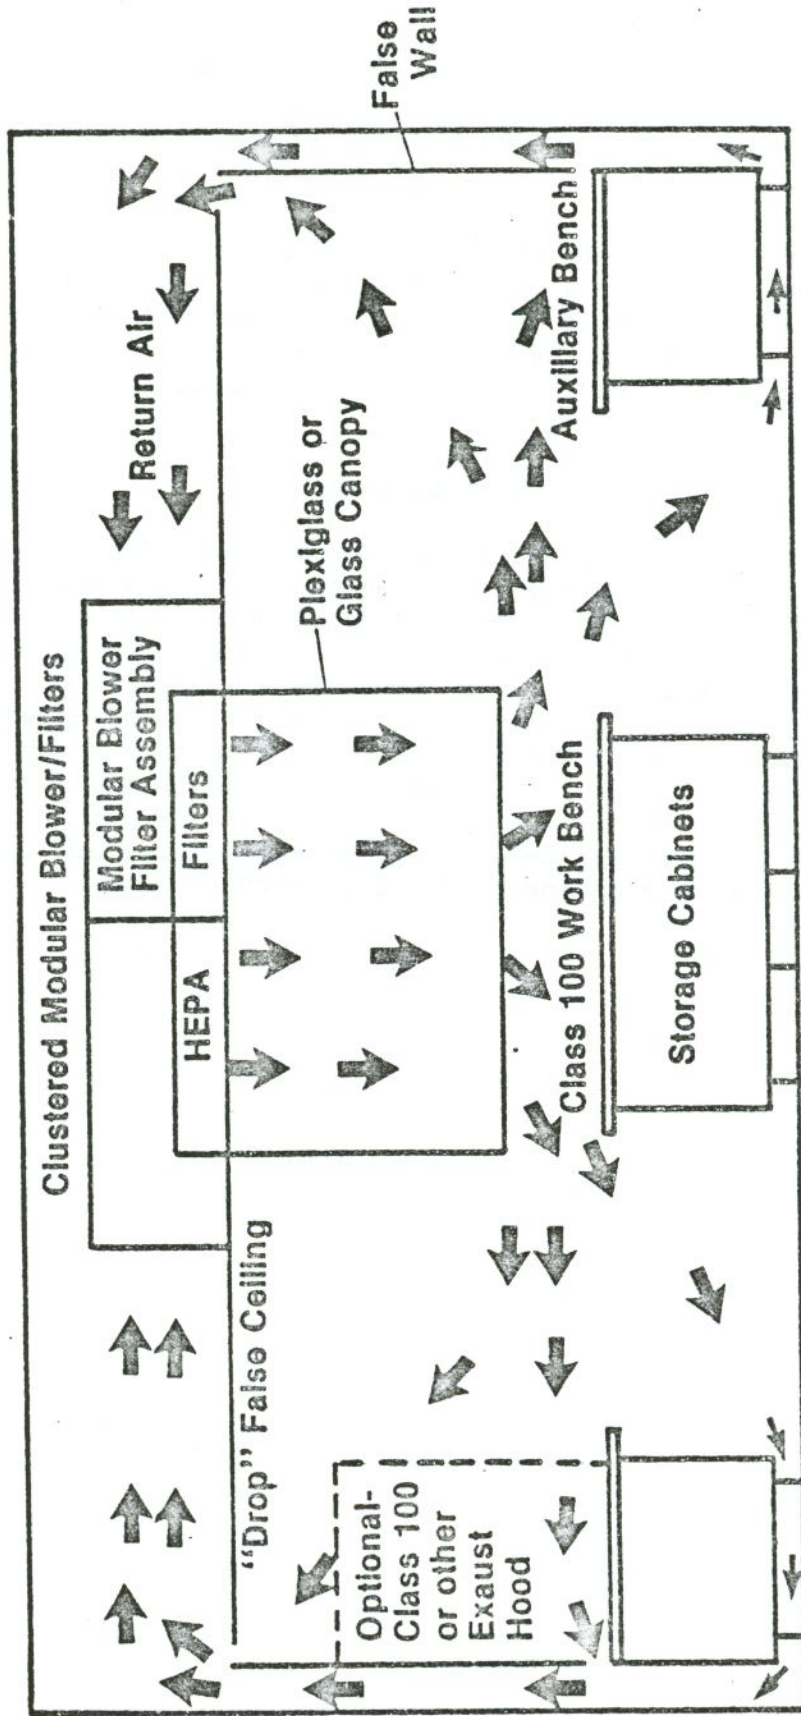 Clustered Modular Blower/Filters
Modular Blower
Filter Assembly
Return Air
HEPA
Filters
"Drop" False Ceiling
Plexiglass or
Glass Canopy
False
Wall
Optional-
Class 100
or other
Exaust
Hood
Class 100 Work Bench
Auxillary Bench
Storage Cabinets